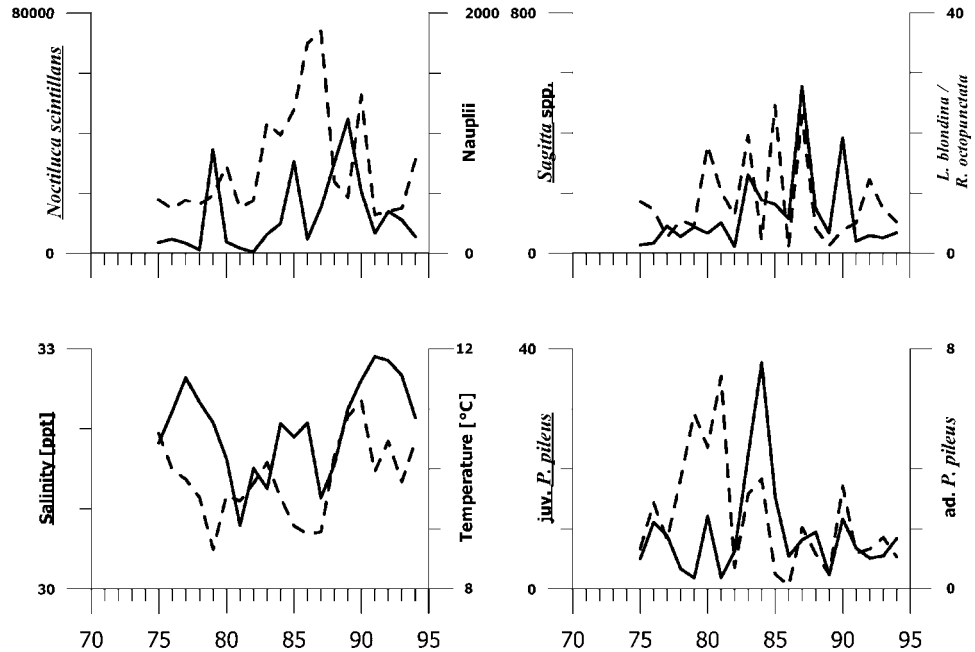 80000
2000
800
40
Noctiluca scintillans
Nauplii
Sagitta spp.
L. blondina /
R. octopunctata
0
0
0
0
33
12
40
8
Salinity [ppt]
Temperature [°C]
juv. P. pileus
ad. P. pileus
30
8
0
0
70 75 80 85 90 95
70 75 80 85 90 95